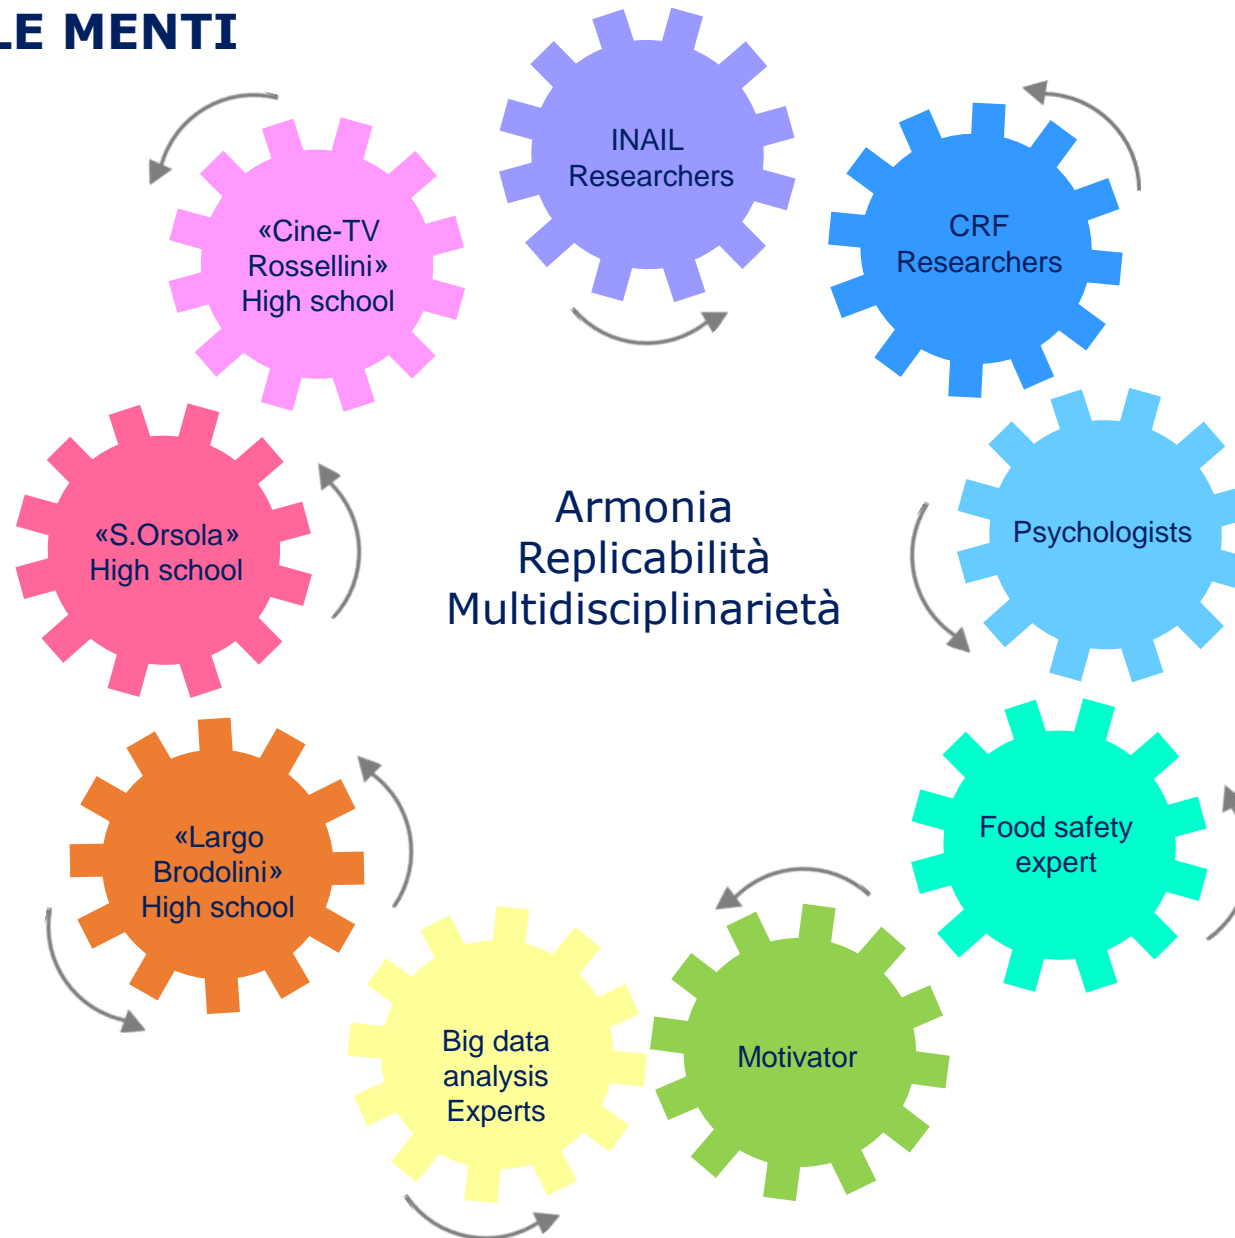 LE MENTI
INAIL
Researchers
CRF
Researchers
«Cine-TV
Rossellini»
High school
Psychologists
«S.Orsola»
High school
Armonia
Replicabilità
Multidisciplinarietà
Food safety
expert
«Largo
Brodolini»
High school
Motivator
Big data
analysis
Experts